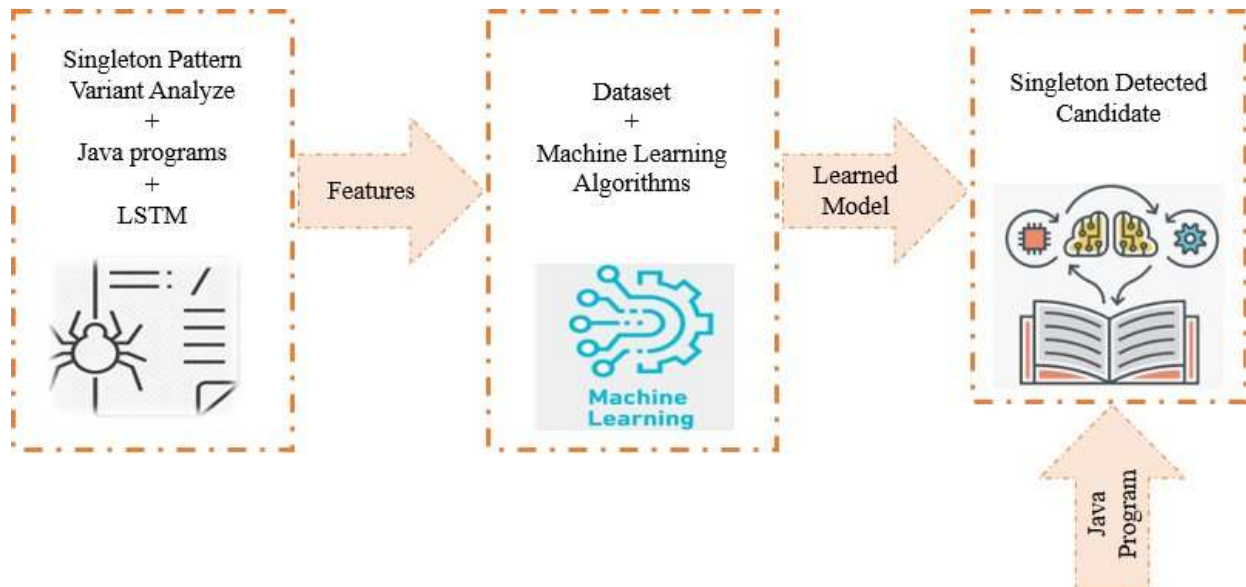 Singleton Pattern
Variant Analyze
+
Java programs
+
LSTM
Features
Dataset
+
Machine Learning
Algorithms
Machine
Learning
Learned
Model
Singleton Detected
Candidate
Java
Program